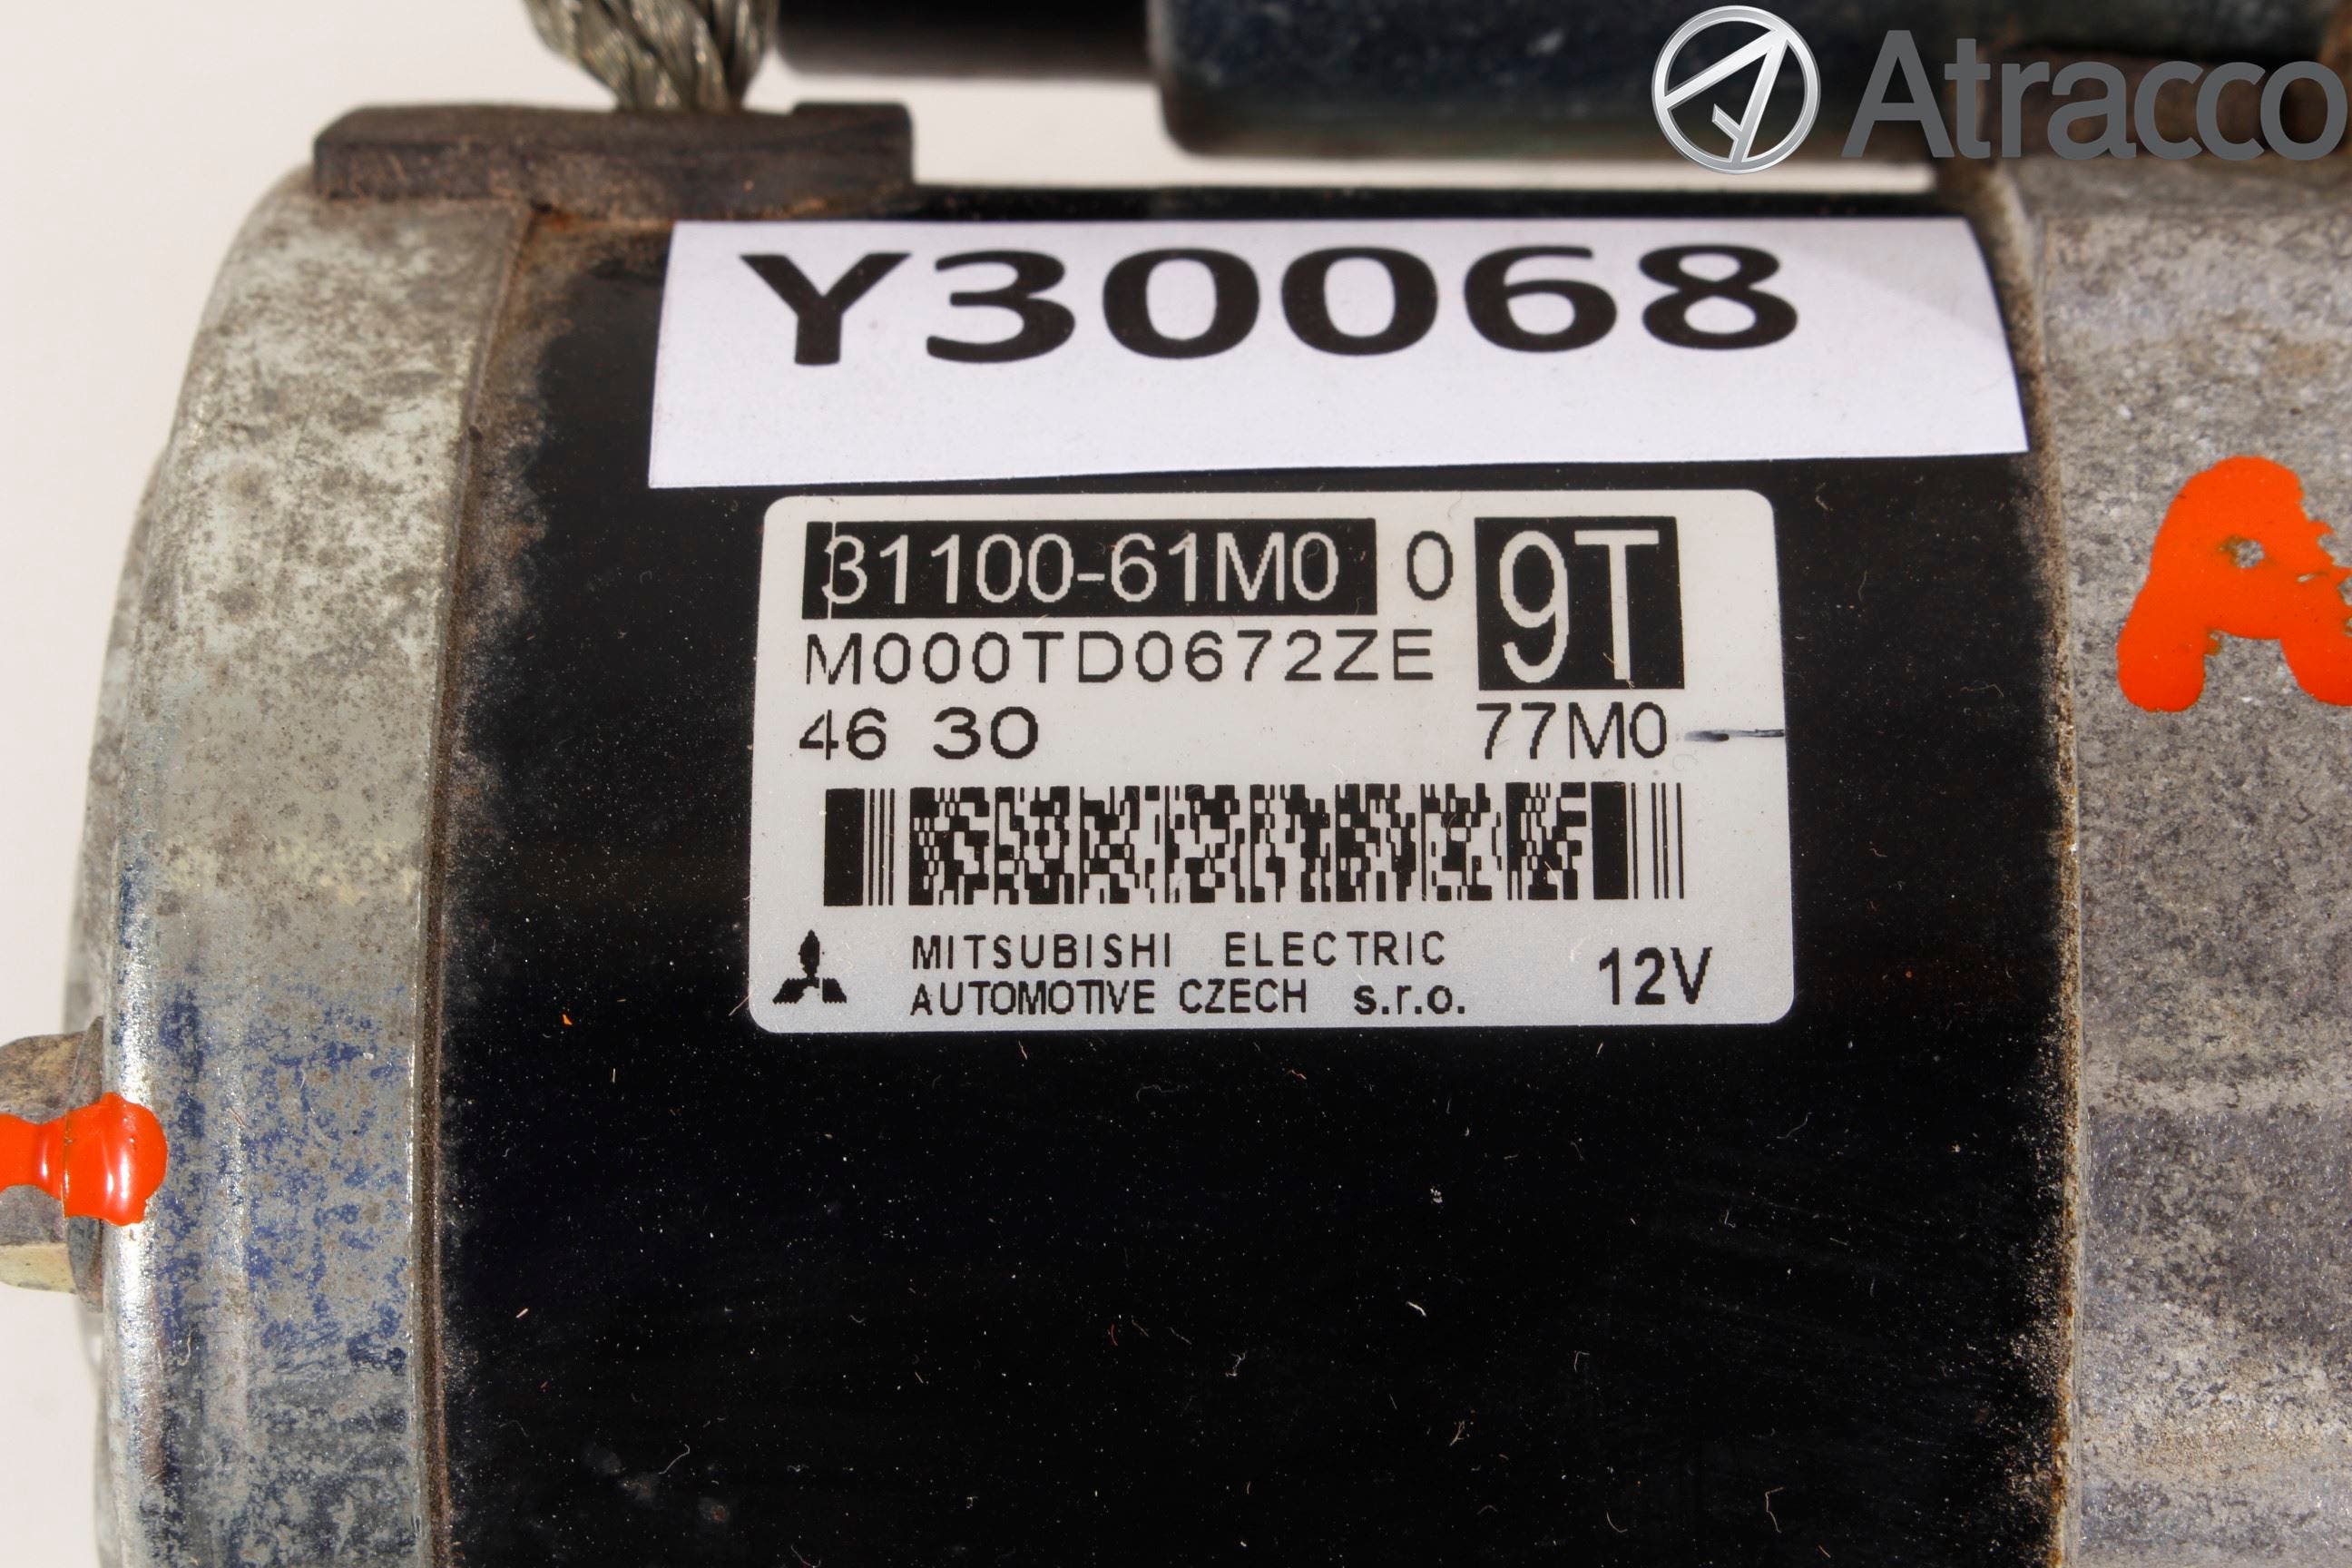 Atracco
Y30068
31100-61M0 0 9T
M000TD0672ZE
46 30 77M0
MITSUBISHI ELECTRIC
AUTOMOTIVE CZECH s.r.o. 12V
A